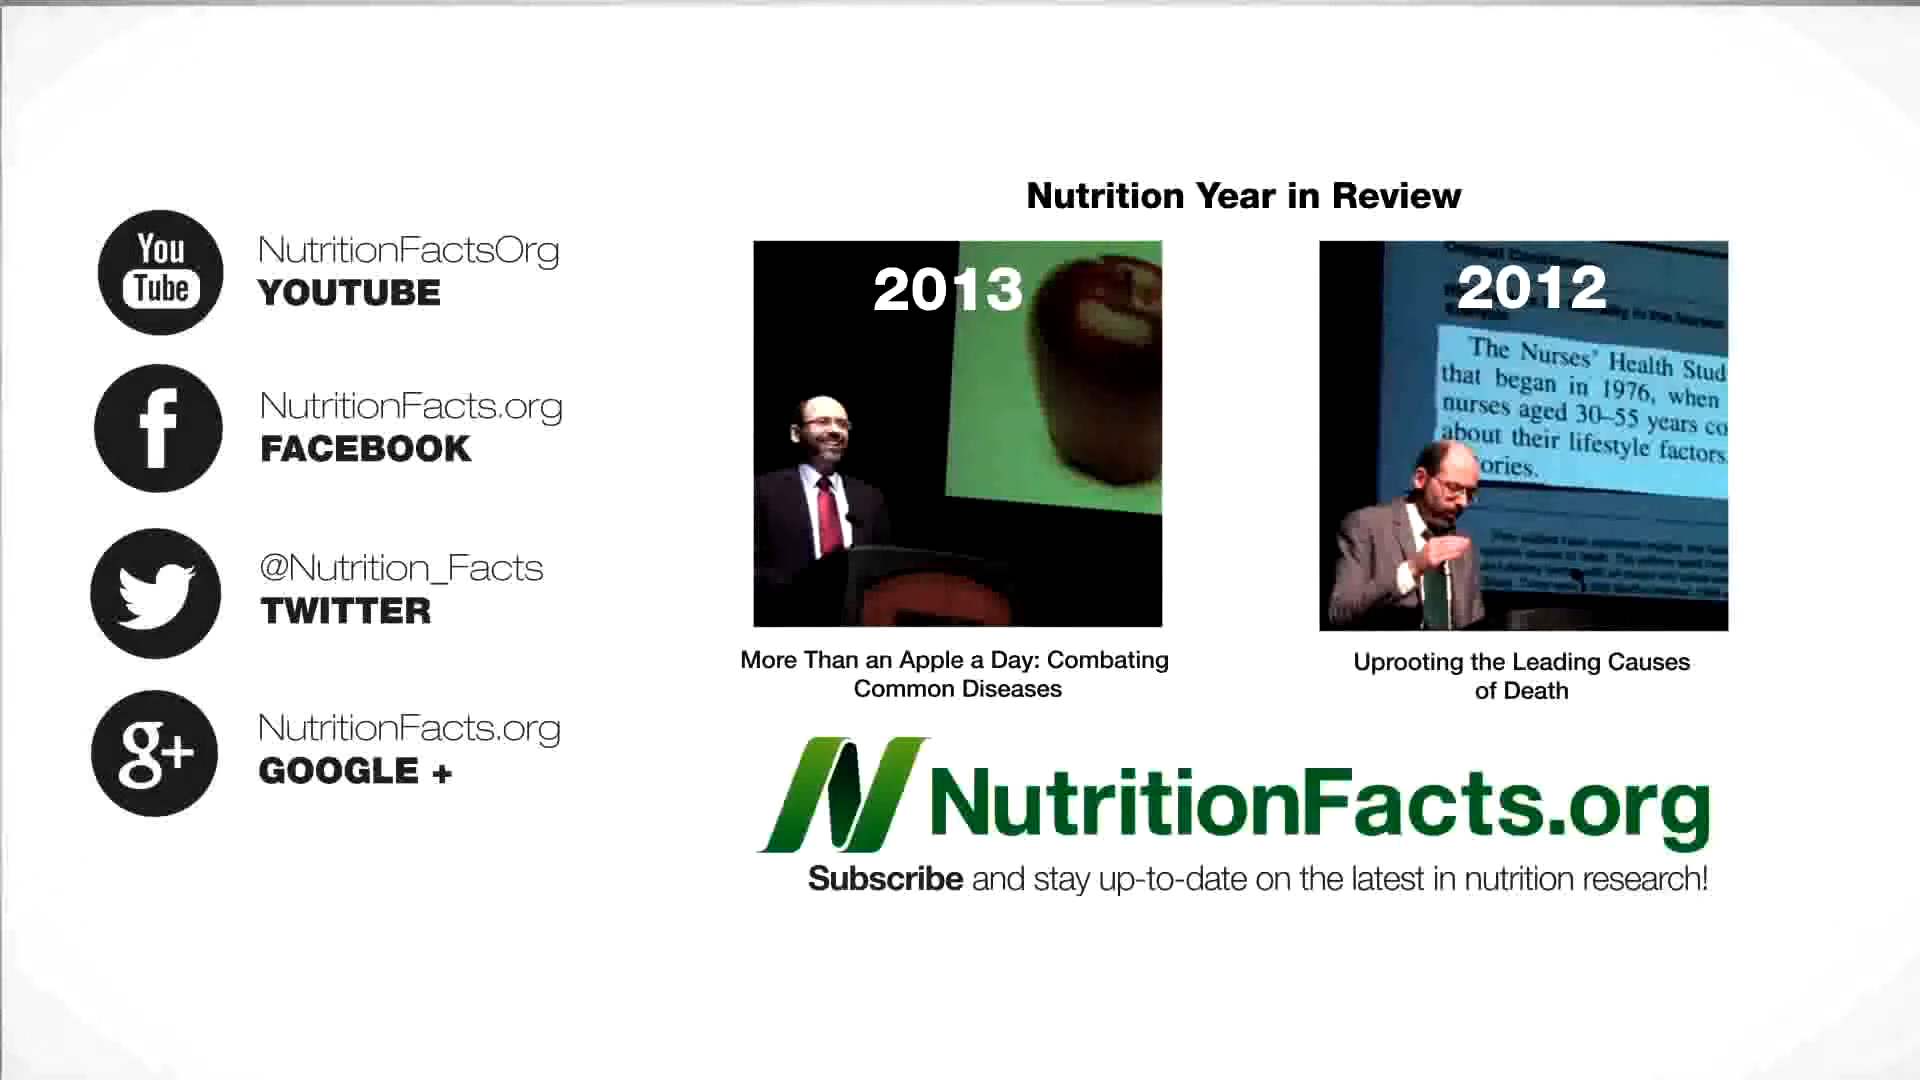 You
Tube
NutritionFactsOrg
YOUTUBE
f
NutritionFacts.org
FACEBOOK
@Nutrition_Facts
TWITTER
g+
NutritionFacts.org
GOOGLE +
Nutrition Year in Review
2013
More Than an Apple a Day: Combating
Common Diseases
2012
The Nurses' Health Stud
that began in 1976, when
nurses aged 30–55 years co
about their lifestyle factors
ories.
Uprooting the Leading Causes
of Death
NutritionFacts.org
Subscribe and stay up-to-date on the latest in nutrition research!